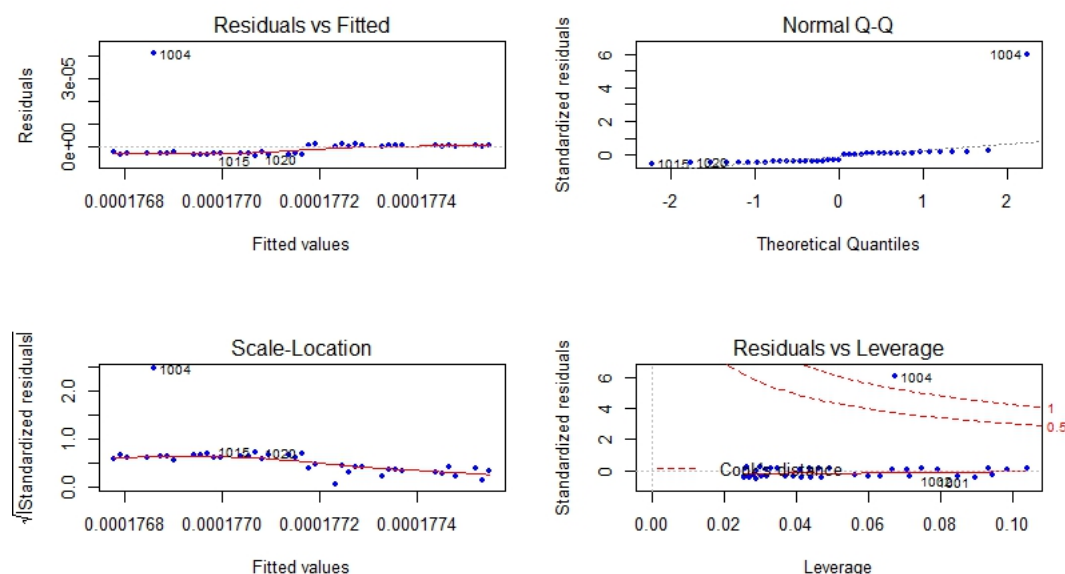 Residuals vs Fitted
Residuals
3e-05
0e+00
1004
1015
1020
0.0001768 0.0001770 0.0001772 0.0001774
Fitted values
Normal Q-Q
Standardized residuals
6
4
2
0
1004
1015
1020
-2 -1 0 1 2
Theoretical Quantiles
Scale-Location
√|Standardized residuals|
2.0
1.0
0.0
1004
1015
1020
0.0001768 0.0001770 0.0001772 0.0001774
Fitted values
Residuals vs Leverage
Standardized residuals
6
4
2
0
1004
1
0.5
Cook's distance
1002
1001
0.00 0.02 0.04 0.06 0.08 0.10
Leverage